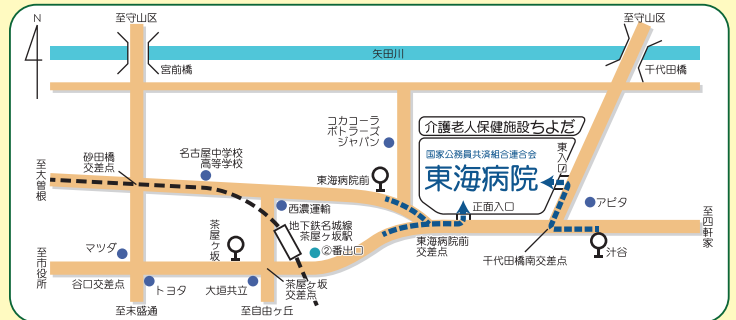 至守山区
至守山区
N
矢田川
宮前橋
千代田橋
コカコーラ
ボトラーズ
ジャパン
介護老人保健施設ちよだ
国家公務員共済組合連合会
東海病院
東入口
正面入口
砂田橋
交差点
名古屋中学校
高等学校
至大曽根
東海病院前
アピタ
西濃運輸
地下鉄名城線
茶屋ヶ坂駅
②番出口
茶屋ヶ坂
至四軒家
東海病院前
交差点
千代田橋南交差点
汁谷
至市役所
マツダ
谷口交差点
トヨタ
大垣共立
茶屋ヶ坂
交差点
至末盛通
至自由ヶ丘